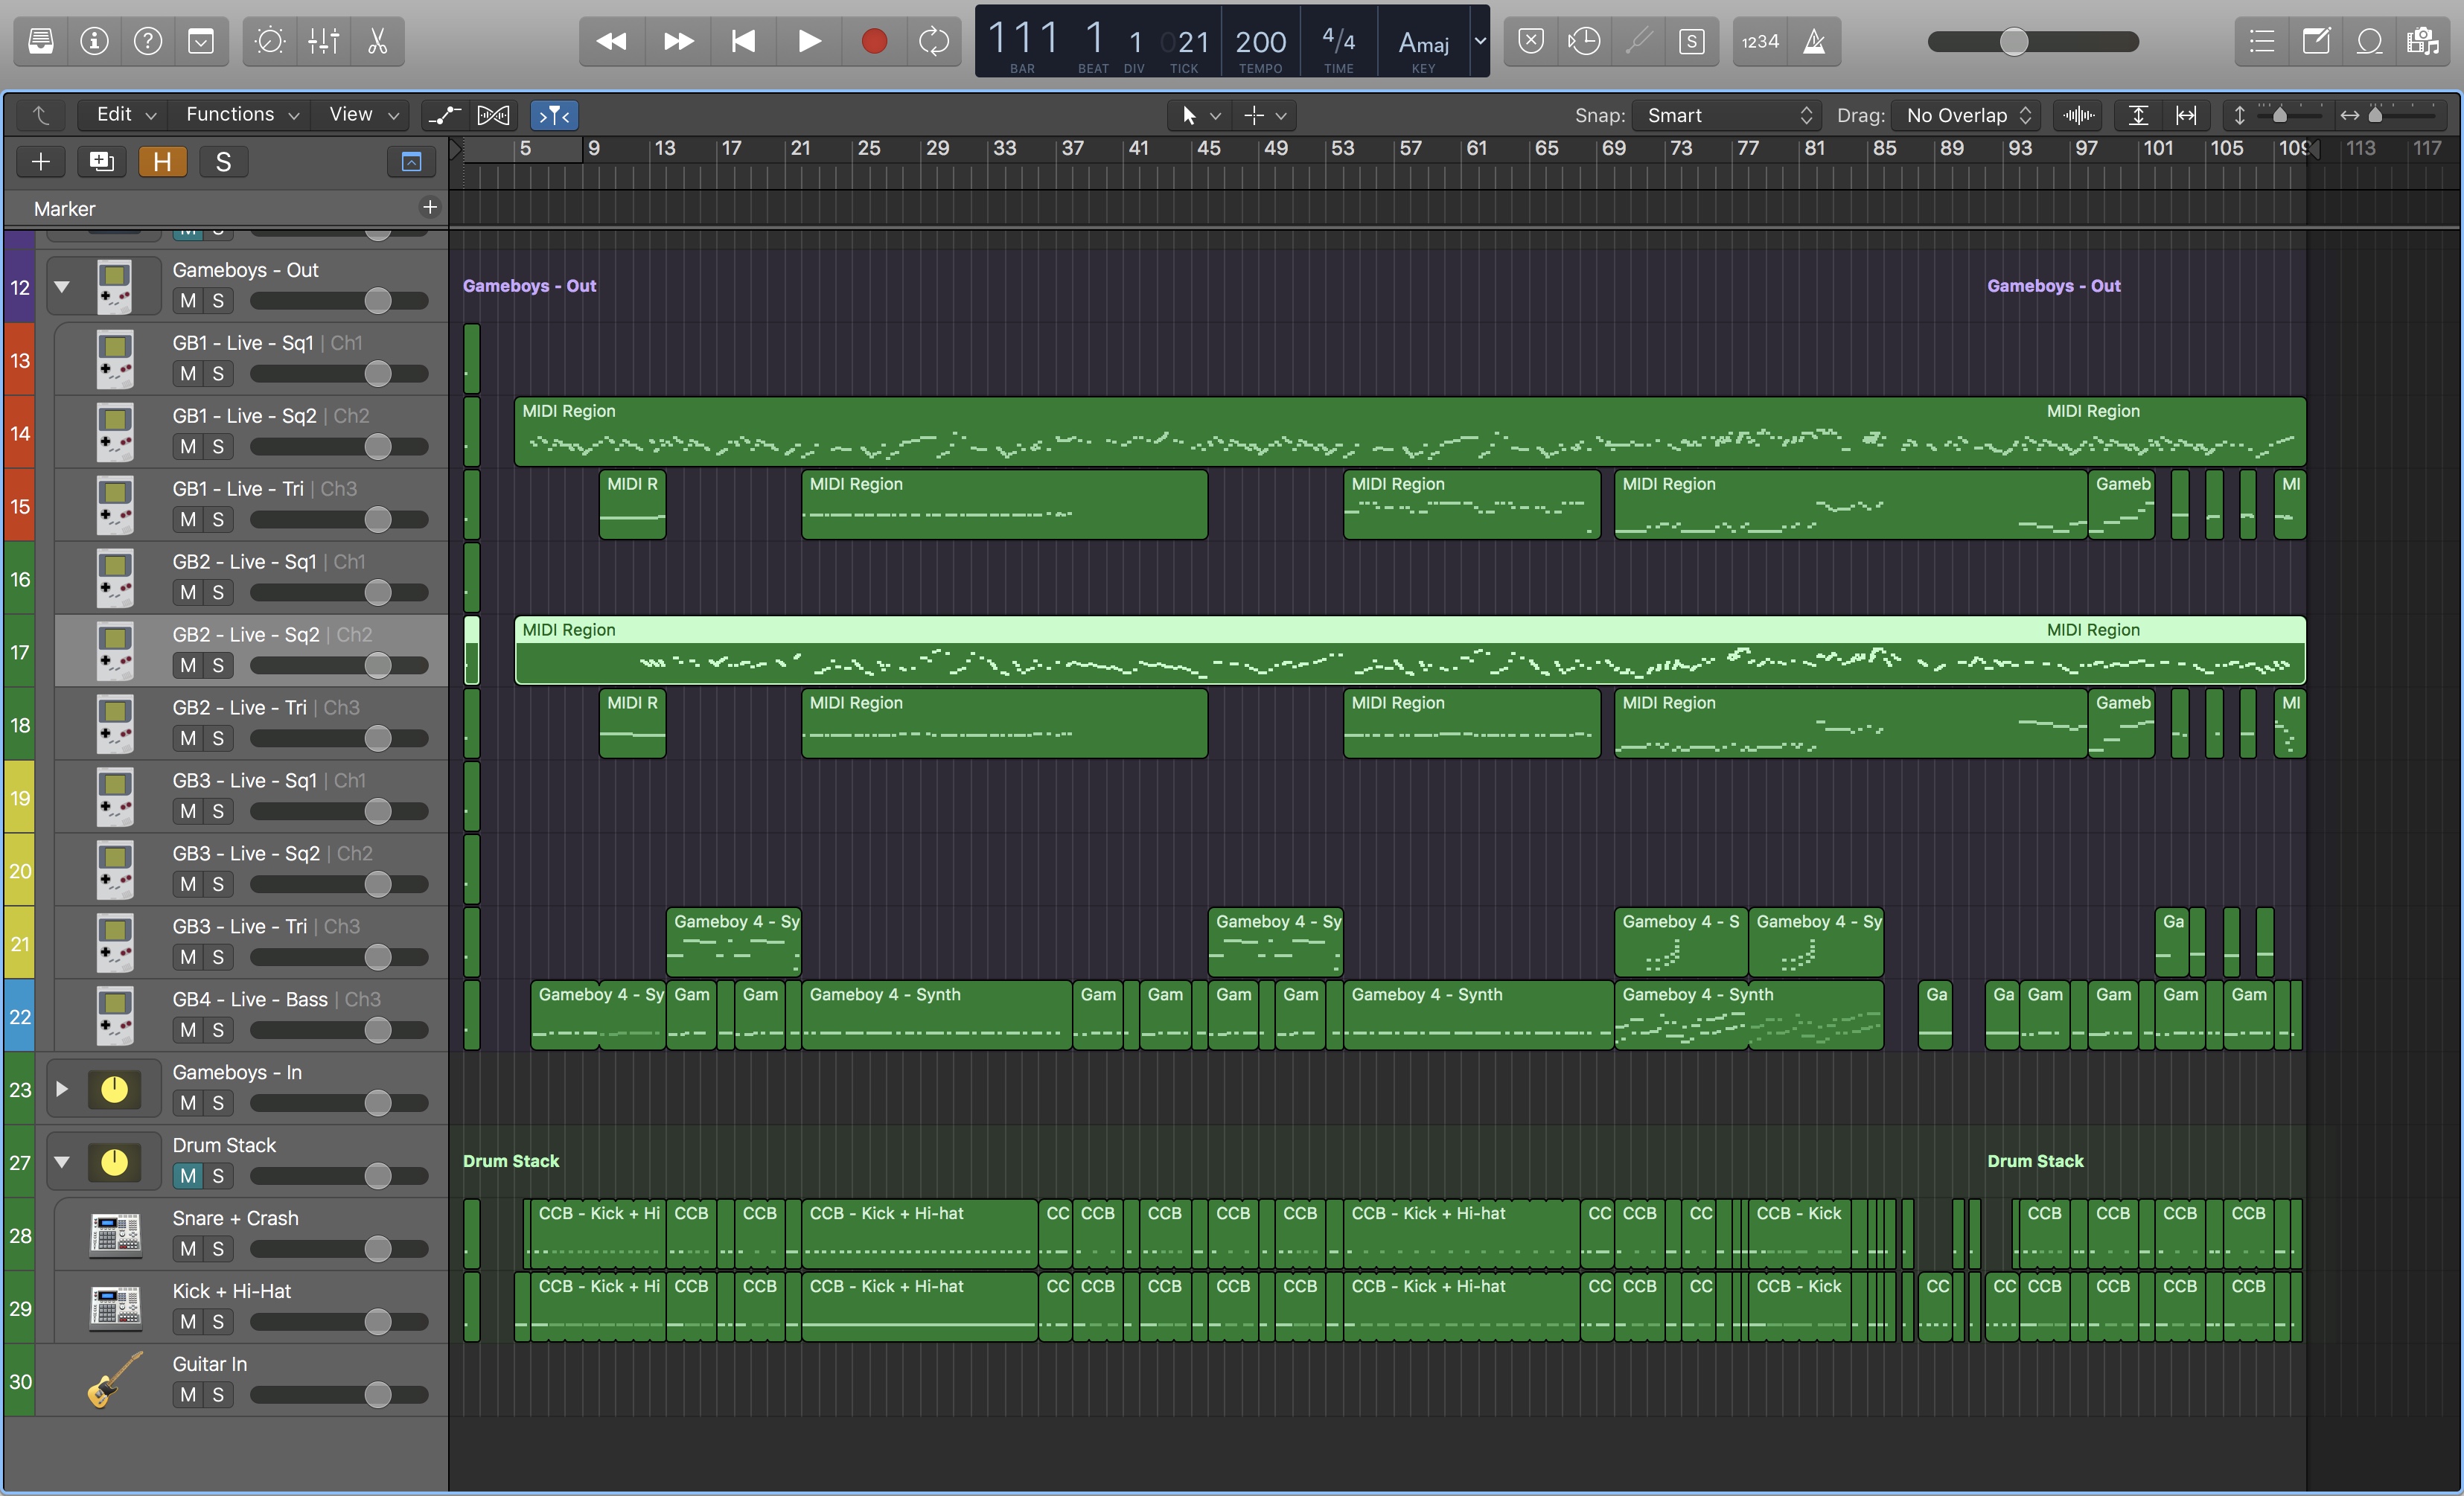 111 1 1 021 200 4/4 Amaj
BAR BEAT DIV TICK TEMPO TIME KEY
S 1234
Edit Functions View Snap: Smart Drag: No Overlap
H S
5 9 13 17 21 25 29 33 37 41 45 49 53 57 61 65 69 73 77 81 85 89 93 97 101 105 109 113 117
Marker
M S
12 Gameboys - Out
M S
Gameboys - Out Gameboys - Out
13 GB1 - Live - Sq1 | Ch1
M S
14 GB1 - Live - Sq2 | Ch2
M S
MIDI Region MIDI Region
15 GB1 - Live - Tri | Ch3
M S
MIDI R MIDI Region MIDI Region MIDI Region Gameb MI
16 GB2 - Live - Sq1 | Ch1
M S
17 GB2 - Live - Sq2 | Ch2
M S
MIDI Region MIDI Region
18 GB2 - Live - Tri | Ch3
M S
MIDI R MIDI Region MIDI Region MIDI Region Gameb MI
19 GB3 - Live - Sq1 | Ch1
M S
20 GB3 - Live - Sq2 | Ch2
M S
21 GB3 - Live - Tri | Ch3
M S
Gameboy 4 - Sy Gameboy 4 - Sy Gameboy 4 - S Gameboy 4 - Sy Ga
22 GB4 - Live - Bass | Ch3
M S
Gameboy 4 - Sy Gam Gam Gameboy 4 - Synth Gam Gam Gam Gam Gameboy 4 - Synth Gameboy 4 - Synth Ga Ga Gam Gam Gam Gam
23 Gameboys - In
M S
27 Drum Stack
M S
Drum Stack Drum Stack
28 Snare + Crash
M S
CCB - Kick + Hi CCB CCB CCB - Kick + Hi-hat CC CCB CCB CCB CCB CCB - Kick + Hi-hat CC CCB CC CCB - Kick CCB CCB CCB CCB
29 Kick + Hi-Hat
M S
CCB - Kick + Hi CCB CCB CCB - Kick + Hi-hat CC CCB CCB CCB CCB CCB - Kick + Hi-hat CC CCB CC CCB - Kick CC CC CCB CCB CCB CCB
30 Guitar In
M S